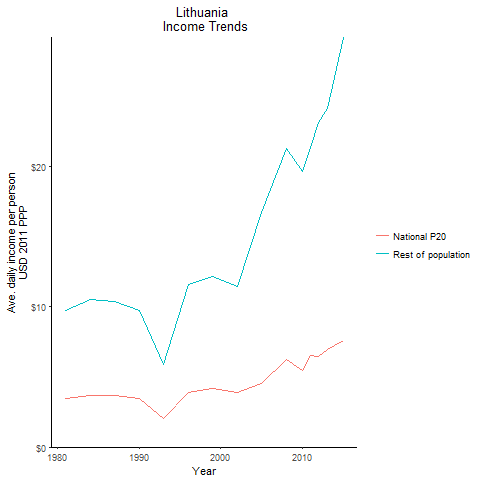 Lithuania
Income Trends
Ave. daily income per person
USD 2011 PPP
$20
$10
$0
1980
1990
2000
2010
Year
National P20
Rest of population